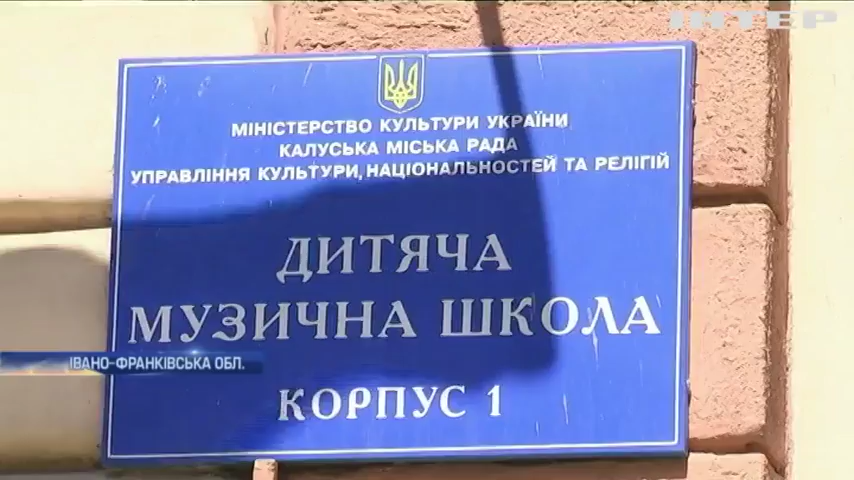 ІНТЕР
МІНІСТЕРСТВО КУЛЬТУРИ УКРАЇНИ
КАЛУСЬКА МІСЬКА РАДА
УПРАВЛІННЯ КУЛЬТУРИ, НАЦІОНАЛЬНОСТЕЙ ТА РЕЛІГІЙ
ДИТЯЧА
МУЗИЧНА ШКОЛА
ІВАНО-ФРАНКІВСЬКА ОБЛ.
КОРПУС 1